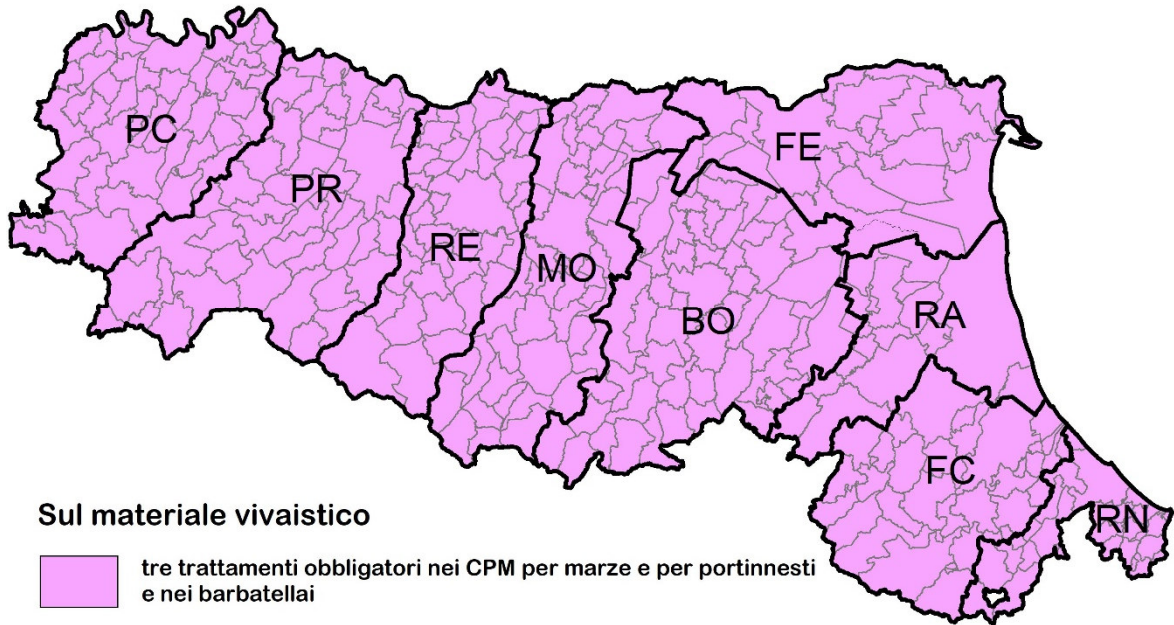 PC
PR
RE
MO
FE
BO
RA
FC
RN
Sul materiale vivaistico
tre trattamenti obbligatori nei CPM per marze e per portinnesti
e nei barbatellai